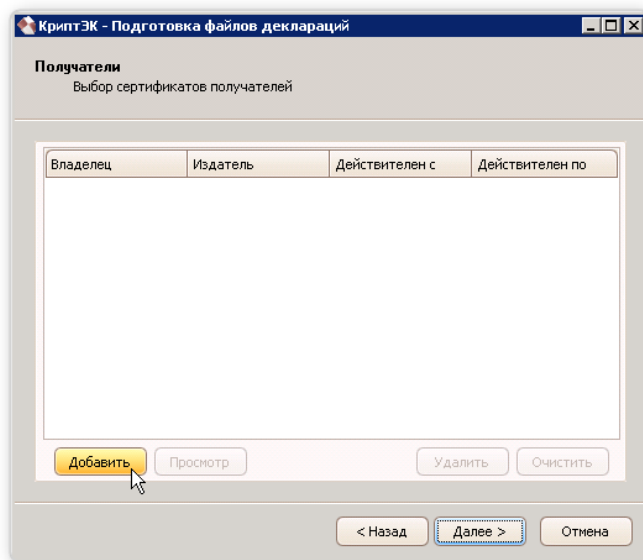 КриптЭК - Подготовка файлов деклараций
Получатели
Выбор сертификатов получателей
Владелец Издатель Действителен с Действителен по
Добавить Просмотр Удалить Очистить
< Назад Далее > Отмена